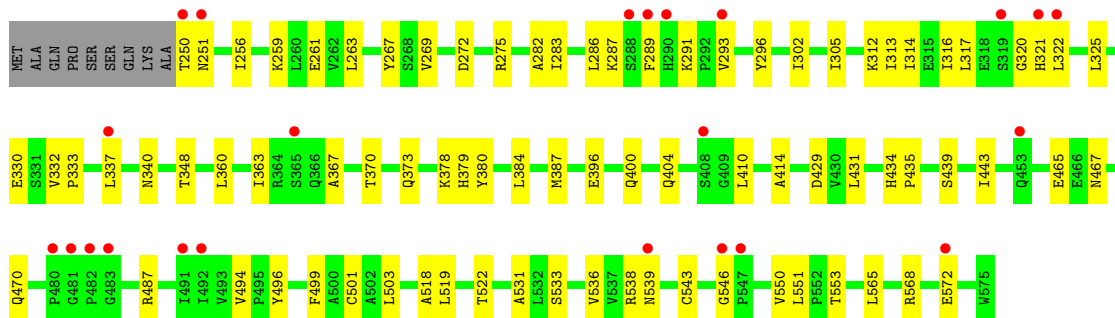 MET ALA GLN PRO SER SER GLN LYS ALA T250 N251 I256 K259 L260 E261 V262 L263 Y267 S268 V269 D272 R275 A282 I283 L286 K287 S288 F289 H290 K291 P292 V293 Y296 I302 I305 K312 I313 I314 E315 I316 L317 E318 S319 G320 H321 L322 L325
E330 S331 V332 P333 L337 N340 T348 L360 I363 R364 S365 Q366 A367 T370 Q373 K378 H379 Y380 L384 M387 E396 Q400 Q404 S408 G409 L410 A414 D429 V430 L431 H434 P435 S439 I443 Q453 E465 E466 N467
Q470 P480 G481 P482 G483 R487 I491 I492 V493 V494 P495 Y496 F499 A500 C501 A502 L503 A518 L519 T522 A531 L532 S533 V536 V537 R538 N539 C543 G546 P547 V550 L551 P552 T553 L565 R568 E572 W575